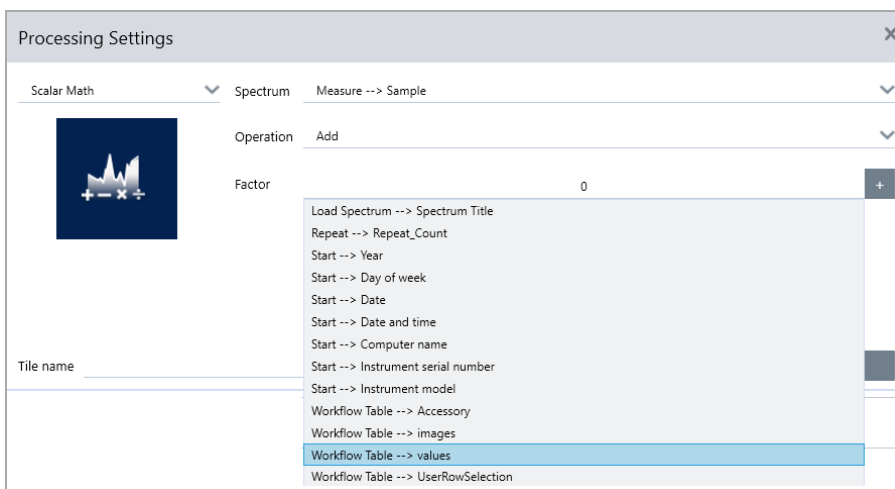 Processing Settings
Scalar Math
Spectrum Measure --> Sample
Operation Add
Factor 0 +
Load Spectrum --> Spectrum Title
Repeat --> Repeat_Count
Start --> Year
Start --> Day of week
Start --> Date
Start --> Date and time
Start --> Computer name
Start --> Instrument serial number
Start --> Instrument model
Workflow Table --> Accessory
Workflow Table --> images
Workflow Table --> values
Workflow Table --> UserRowSelection
Tile name